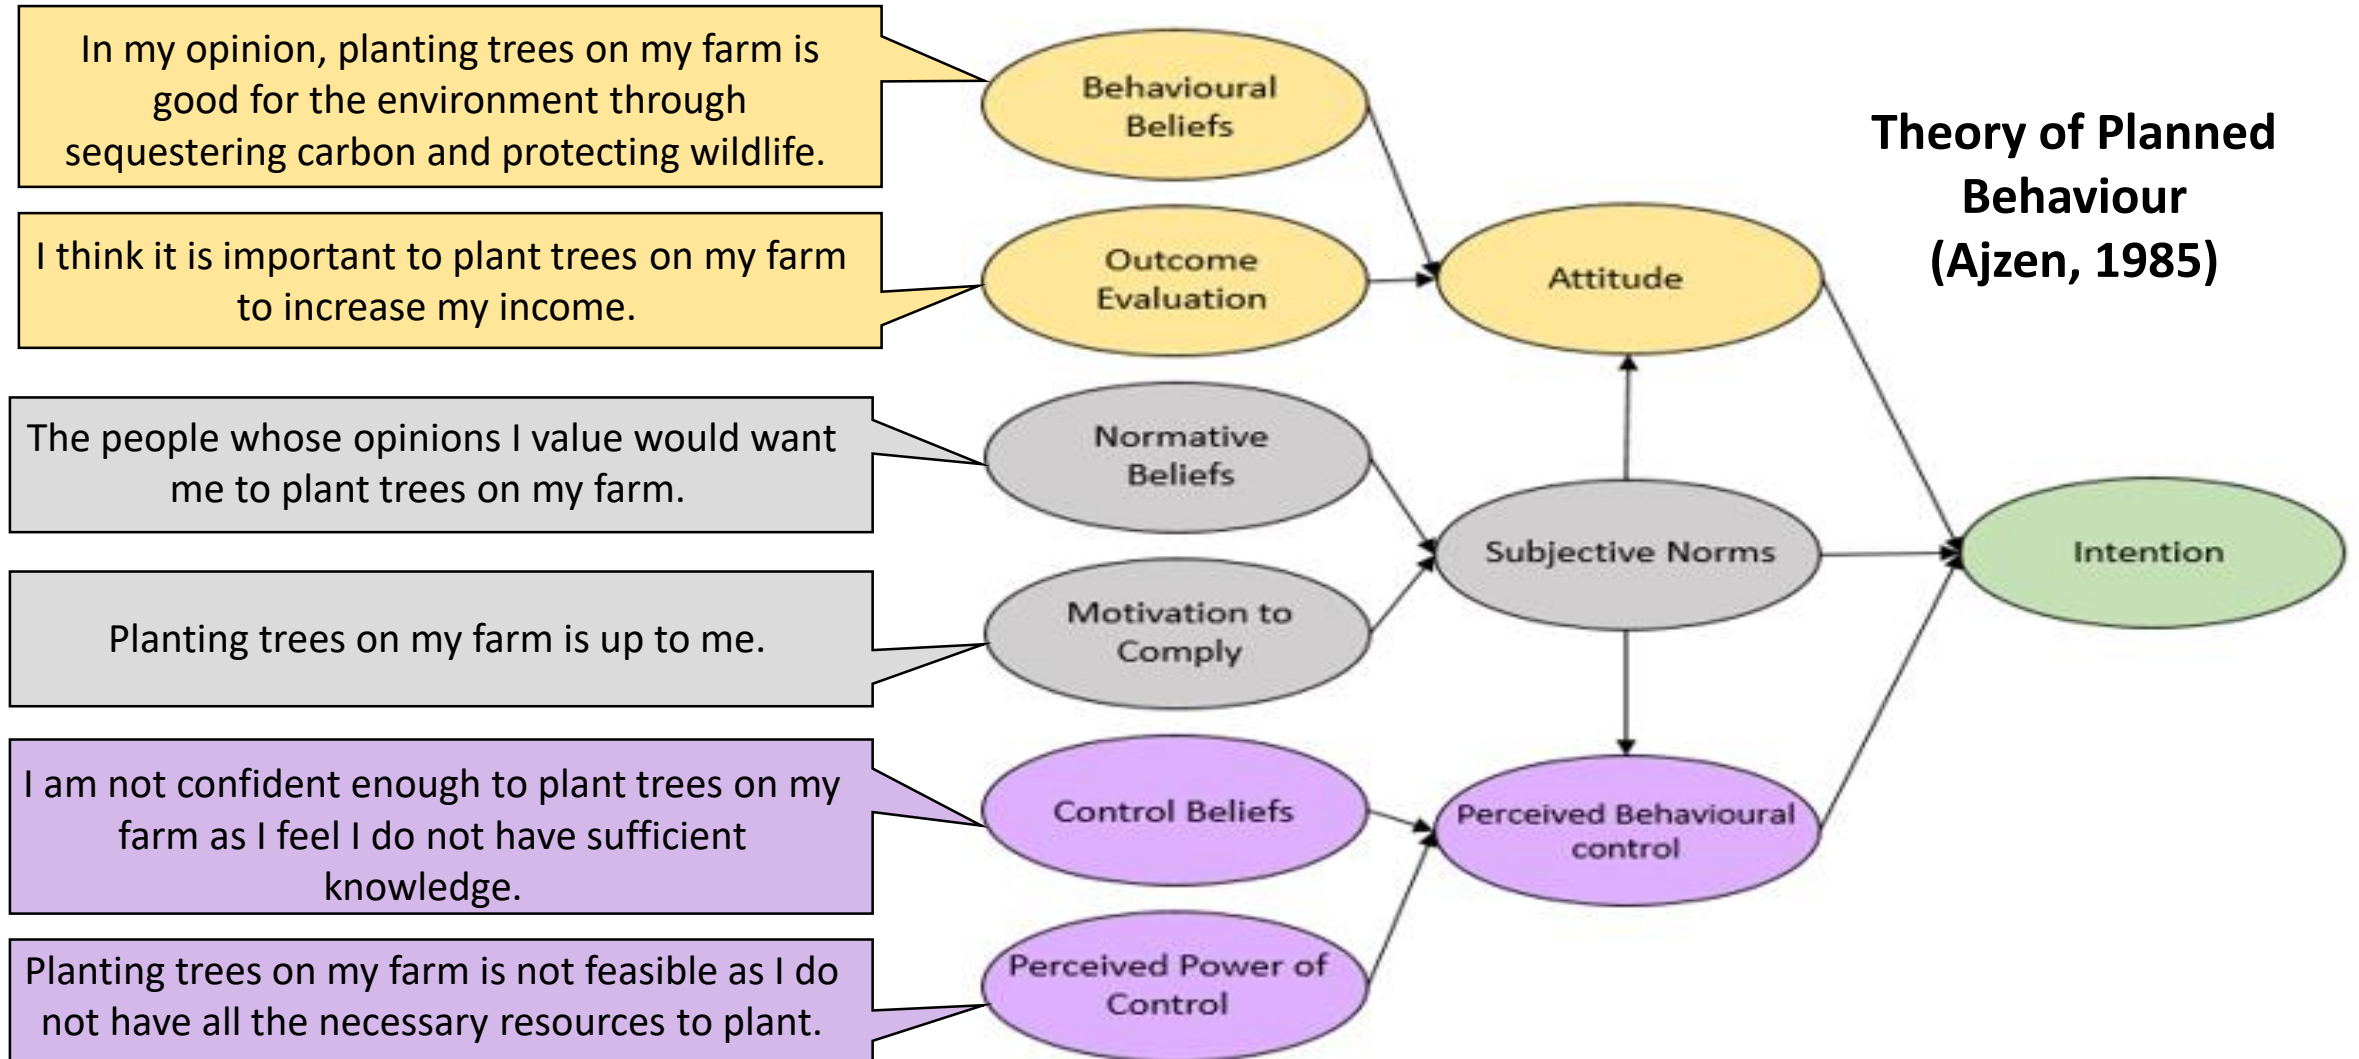 In my opinion, planting trees on my farm is
good for the environment through
sequestering carbon and protecting wildlife.
I think it is important to plant trees on my farm
to increase my income.
The people whose opinions I value would want
me to plant trees on my farm.
Planting trees on my farm is up to me.
I am not confident enough to plant trees on my
farm as I feel I do not have sufficient
knowledge.
Planting trees on my farm is not feasible as I do
not have all the necessary resources to plant.
Behavioural
Beliefs
Outcome
Evaluation
Normative
Beliefs
Motivation to
Comply
Control Beliefs
Perceived Power of
Control
Attitude
Subjective Norms
Perceived Behavioural
control
Intention
Theory of Planned
Behaviour
(Ajzen, 1985)